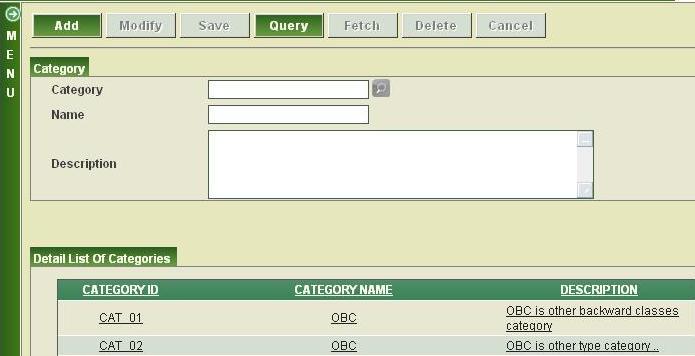 Add Modify Save Query Fetch Delete Cancel
MENU
Category
Category
Name
Description
Detail List Of Categories
CATEGORY ID CATEGORY NAME DESCRIPTION
CAT_01 OBC OBC is other backward classes
category
CAT_02 OBC OBC is other type category ..